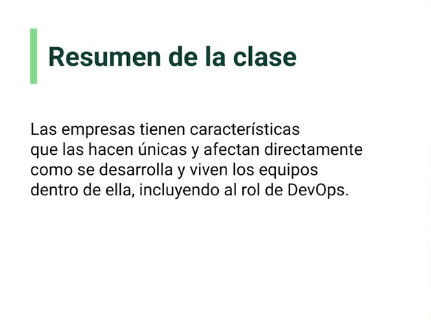 Resumen de la clase
Las empresas tienen características
que las hacen únicas y afectan directamente
como se desarrolla y viven los equipos
dentro de ella, incluyendo al rol de DevOps.